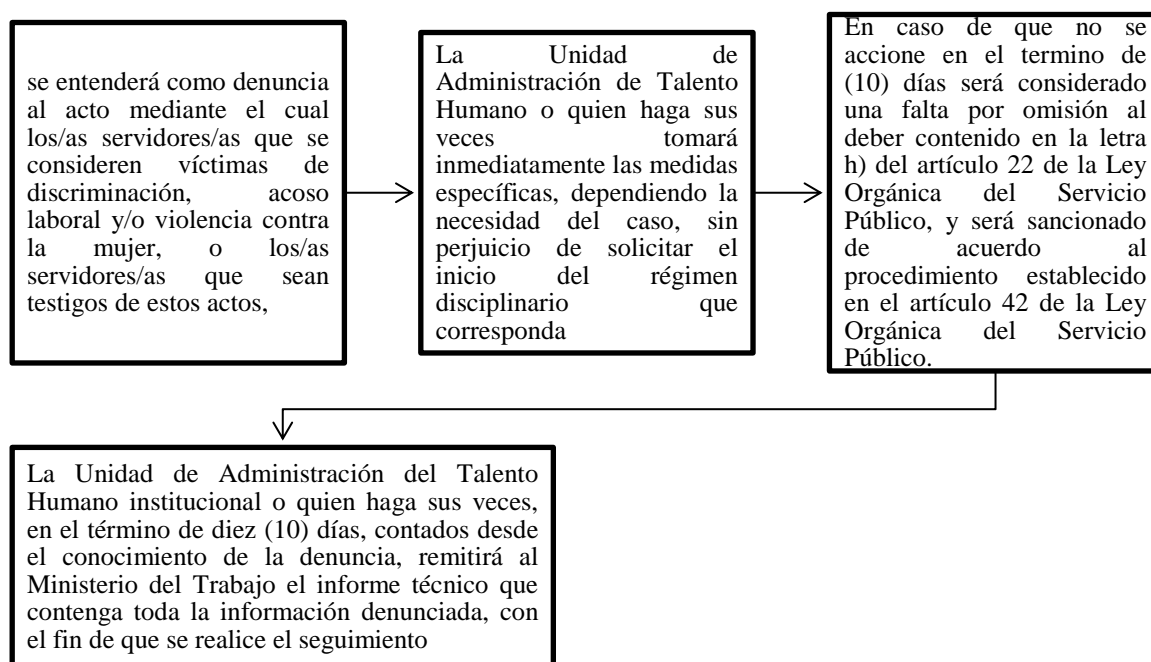 se entenderá como denuncia
al acto mediante el cual
los/as servidores/as que se
consideren víctimas de
discriminación, acoso
laboral y/o violencia contra
la mujer, o los/as
servidores/as que sean
testigos de estos actos,
La Unidad de
Administración de Talento
Humano o quien haga sus
veces tomará
inmediatamente las medidas
específicas, dependiendo la
necesidad del caso, sin
perjuicio de solicitar el
inicio del régimen
disciplinario que
corresponda
En caso de que no se
accione en el termino de
(10) días será considerado
una falta por omisión al
deber contenido en la letra
h) del artículo 22 de la Ley
Orgánica del Servicio
Público, y será sancionado
de acuerdo al
procedimiento establecido
en el artículo 42 de la Ley
Orgánica del Servicio
Público.
La Unidad de Administración del Talento
Humano institucional o quien haga sus veces,
en el término de diez (10) días, contados desde
el conocimiento de la denuncia, remitirá al
Ministerio del Trabajo el informe técnico que
contenga toda la información denunciada, con
el fin de que se realice el seguimiento